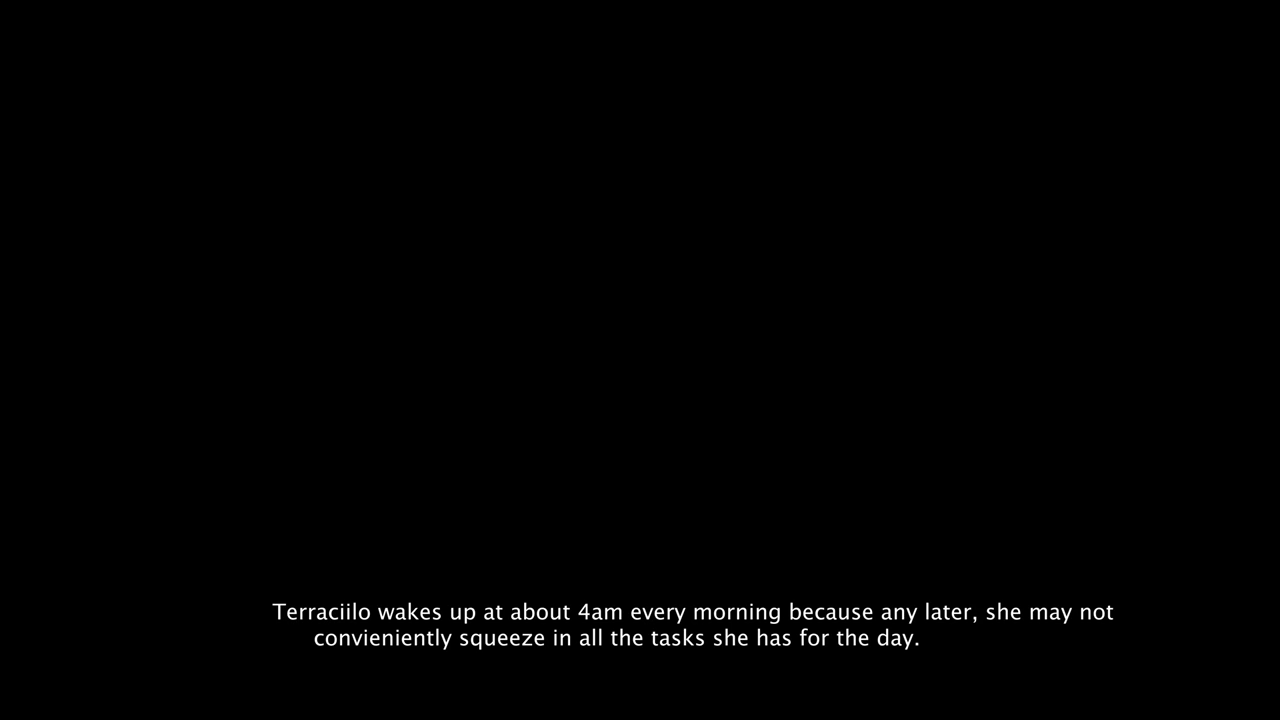 Terraciilo wakes up at about 4am every morning because any later, she may not
convieniently squeeze in all the tasks she has for the day.